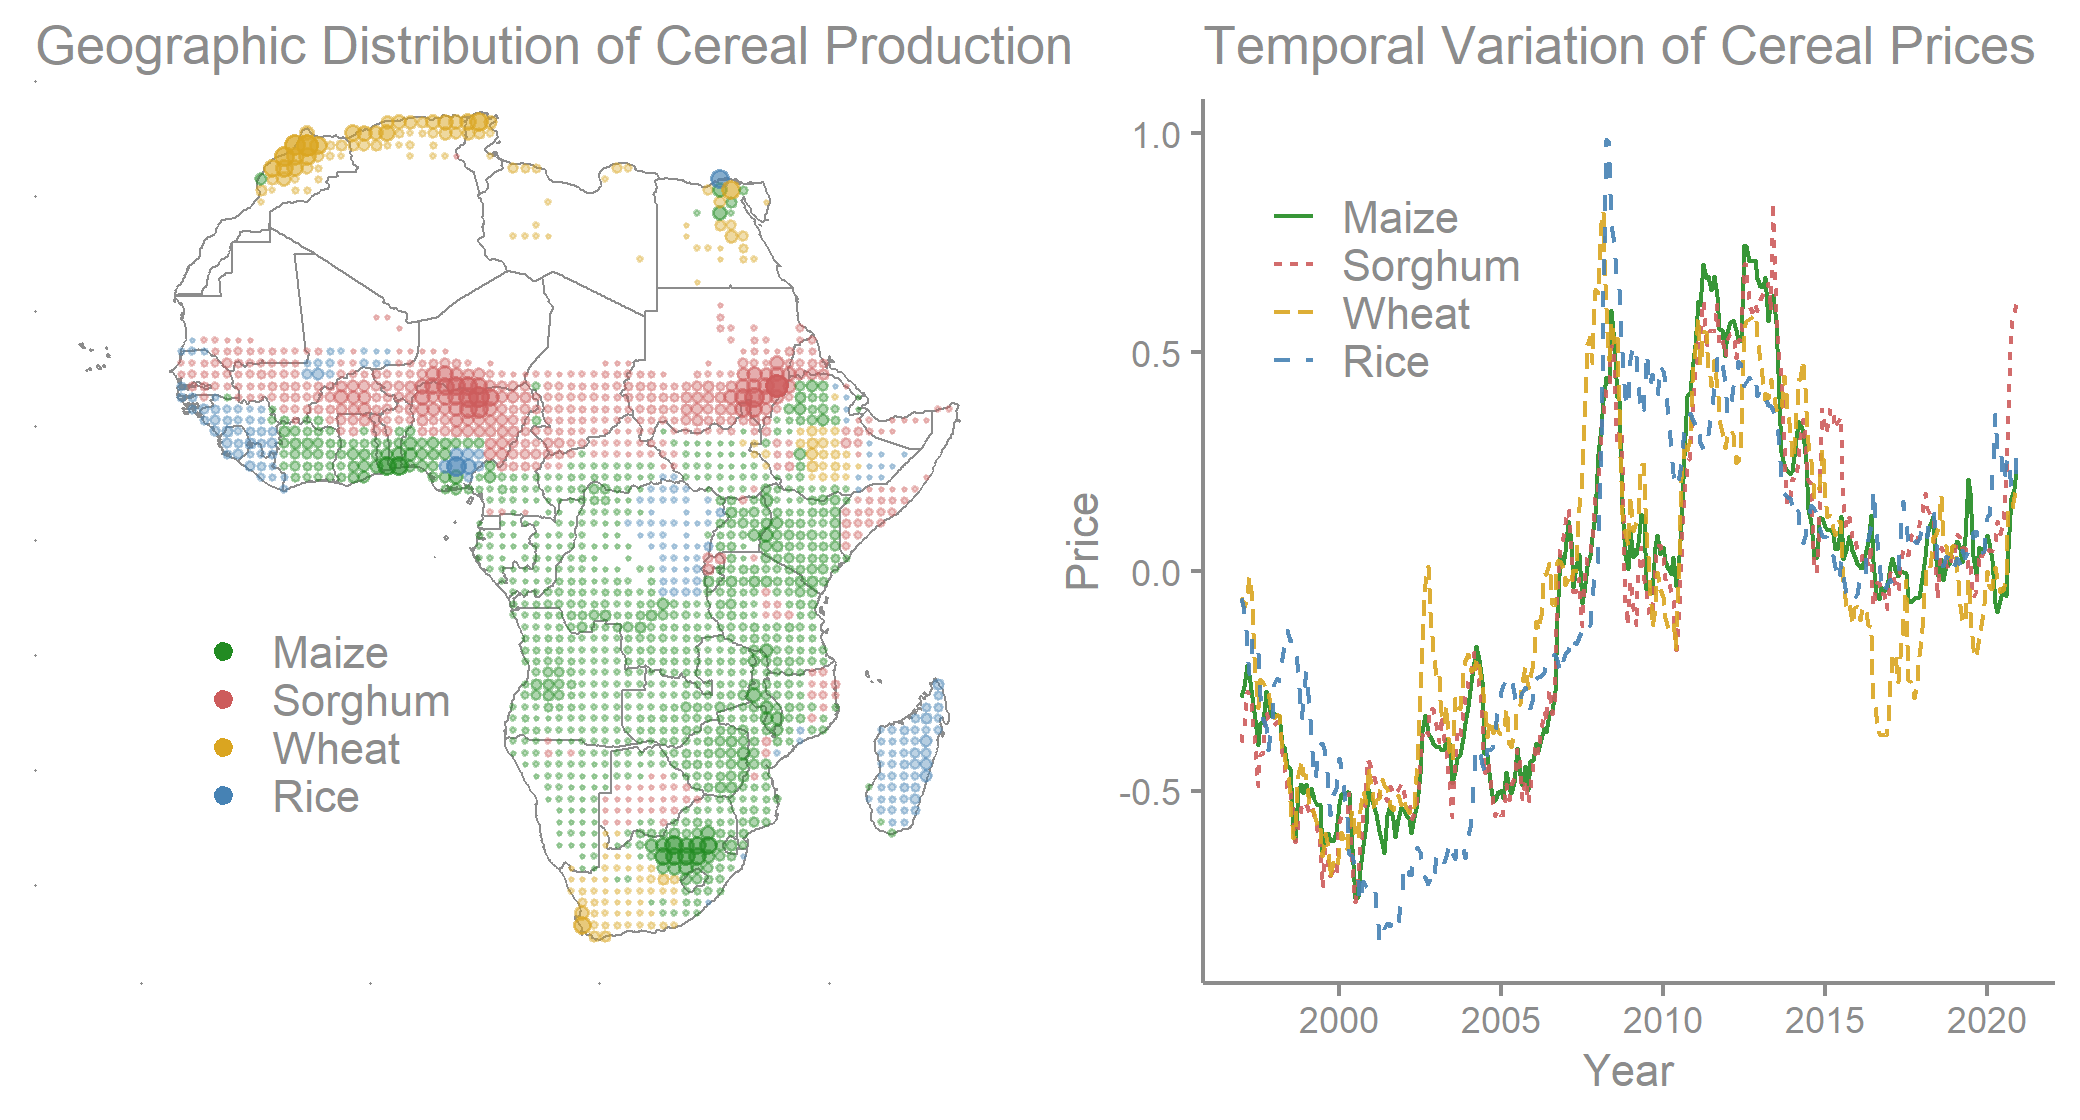 Geographic Distribution of Cereal Production
Maize
Sorghum
Wheat
Rice
Temporal Variation of Cereal Prices
Price
1.0
0.5
0.0
-0.5
Maize
Sorghum
Wheat
Rice
2000 2005 2010 2015 2020
Year